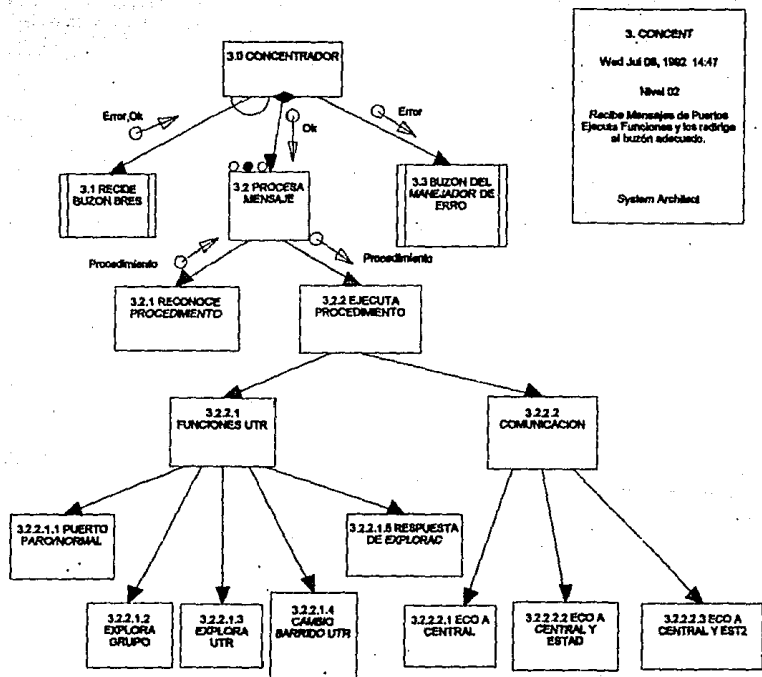 3.0 CONCENTRADOR
3. CONCENT
Wed Jul 08, 1992 14:47
Nivel 02
Recibe Mensajes de Puertos
Ejecuta Funciones y los redirige
al buzón adecuado.
System Architect
Error,Ok
Ok
Error
3.1 RECIDE
BUZON BRES
3.2 PROCESA
MENSAJE
3.3 BUZON DEL
MANEJADOR DE
ERRO
Procedimiento
Procedimiento
3.2.1 RECONOCE
PROCEDIMIENTO
3.2.2 EJECUTA
PROCEDIMIENTO
3.2.2.1
FUNCIONES UTR
3.2.2.2
COMUNICACION
3.2.2.1.1 PUERTO
PARO/NORMAL
3.2.2.1.5 RESPUESTA
DE EXPLORAC
3.2.2.1.2
EXPLORA
GRUPO
3.2.2.1.3
EXPLORA
UTR
3.2.2.1.4
CAMBIO
BARRIDO UTR
3.2.2.2.1 ECO A
CENTRAL
3.2.2.2.2 ECO A
CENTRAL Y
ESTAD
3.2.2.2.3 ECO A
CENTRAL Y EST2